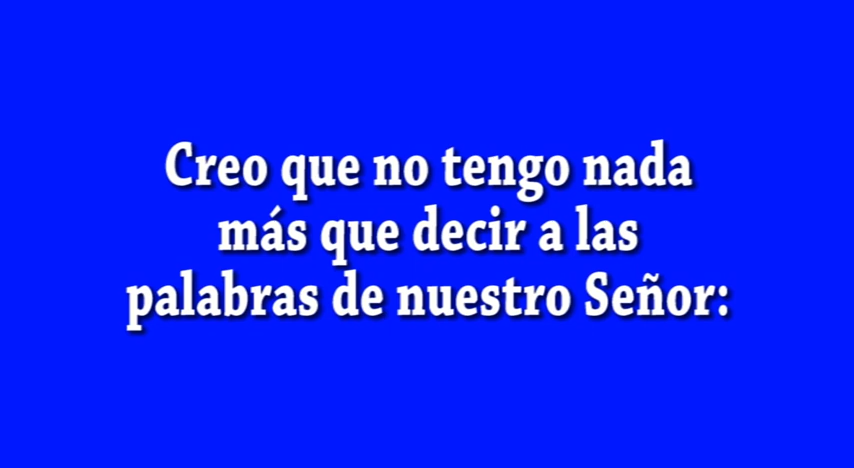 Creo que no tengo nada
más que decir a las
palabras de nuestro Señor: